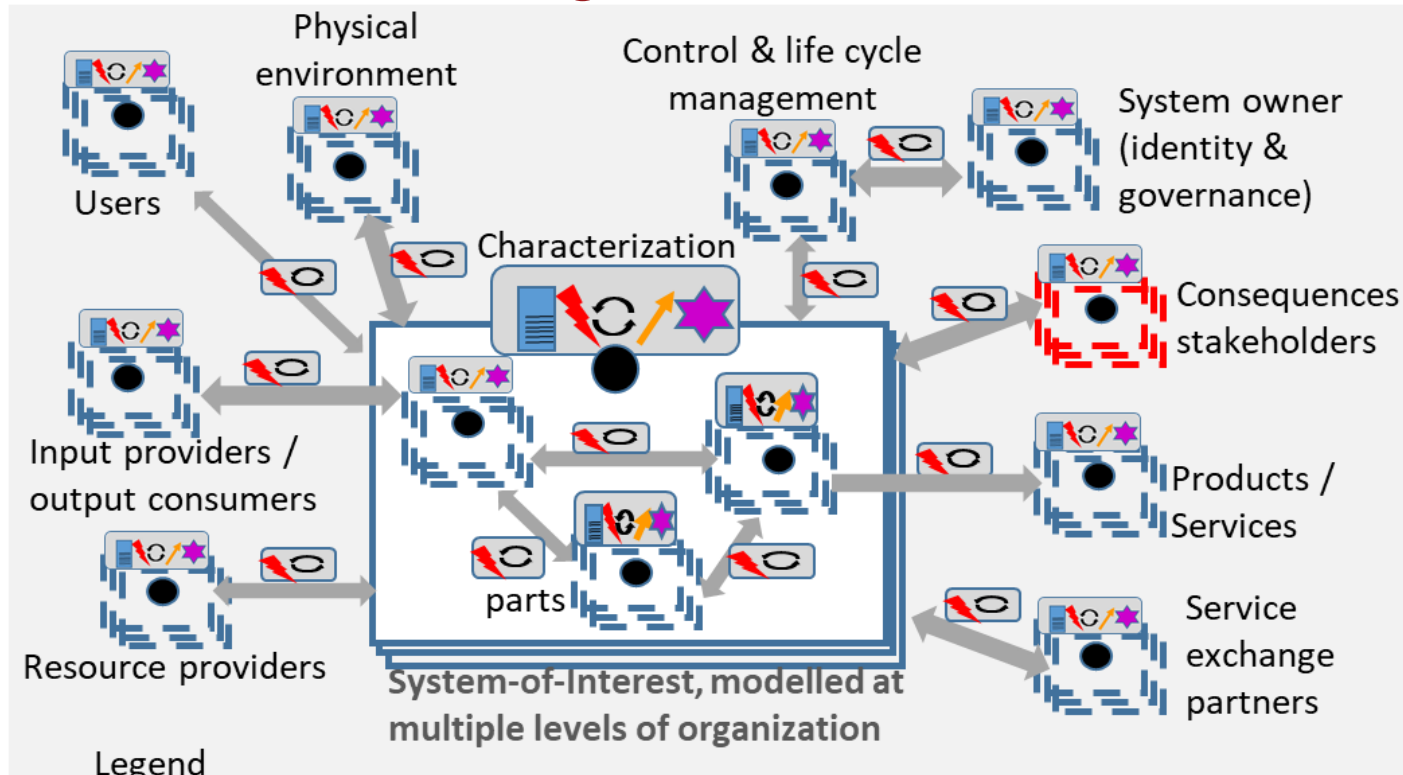 Physical
environment
Control & life cycle
management
System owner
(identity &
governance)
Users
Characterization
Consequences
stakeholders
Input providers /
output consumers
Products /
Services
parts
Resource providers
Service
exchange
partners
System-of-Interest, modelled at
multiple levels of organization
Legend